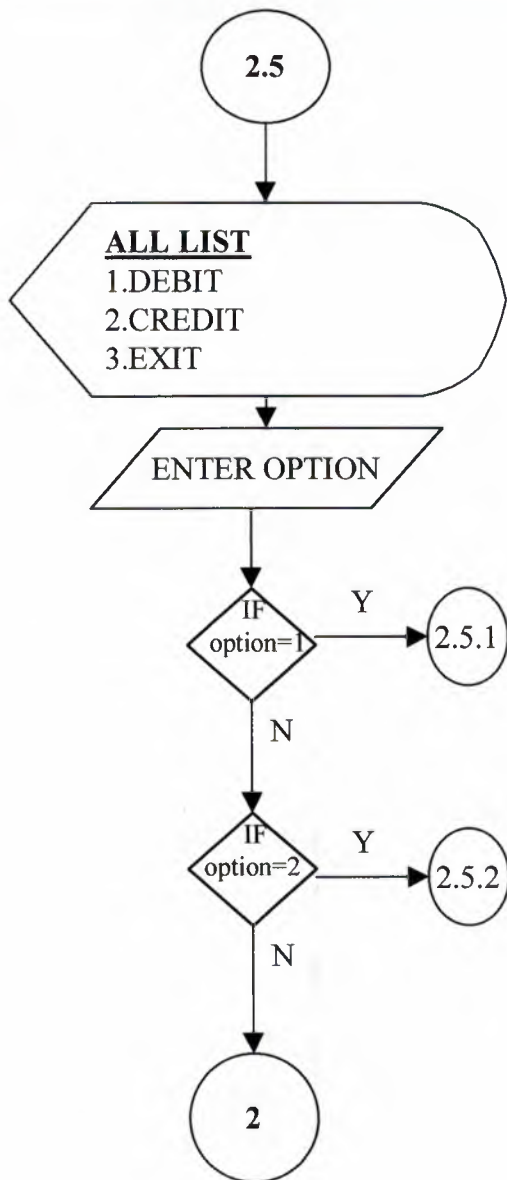 2.5
ALL LIST
1.DEBIT
2.CREDIT
3.EXIT
ENTER OPTION
IF
option=1
Y
2.5.1
N
IF
option=2
Y
2.5.2
N
2